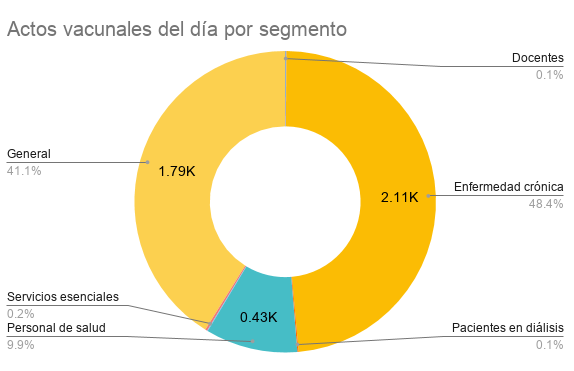 Actos vacunales del día por segmento
Docentes
0.1%
General
41.1%
1.79K
2.11K
Enfermedad crónica
48.4%
Servicios esenciales
0.2%
0.43K
Personal de salud
9.9%
Pacientes en diálisis
0.1%